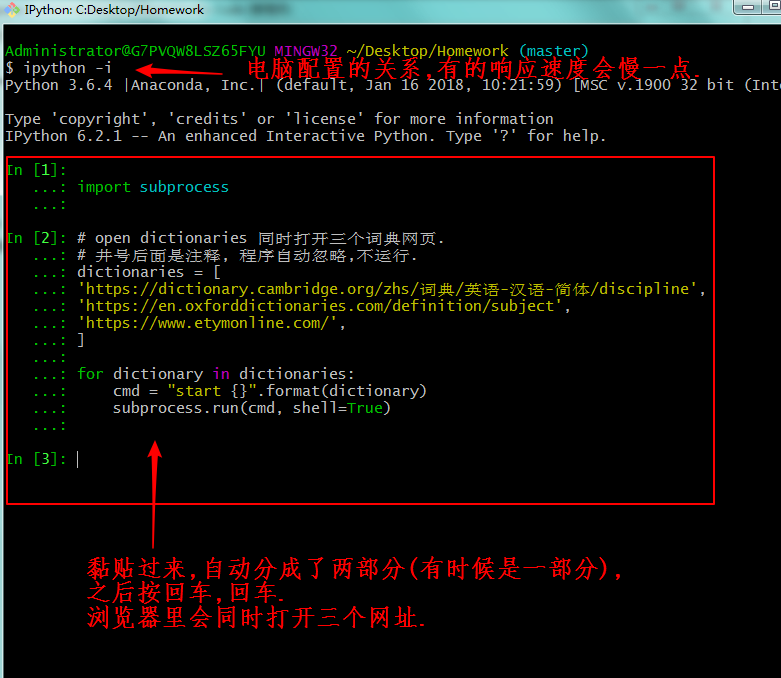 IPython: C:Desktop/Homework
Administrator@G7PVQW8LSZ65FYU MINGW32 ~/Desktop/Homework (master)
$ ipython -i
电脑配置的关系,有的响应速度会慢一点.
Python 3.6.4 |Anaconda, Inc.| (default, Jan 16 2018, 10:21:59) [MSC v.1900 32 bit (Inte
Type 'copyright', 'credits' or 'license' for more information
IPython 6.2.1 -- An enhanced Interactive Python. Type '?' for help.
In [1]:
...: import subprocess
...:
In [2]: # open dictionaries 同时打开三个词典网页.
...: # 井号后面是注释, 程序自动忽略,不运行.
...: dictionaries = [
...: 'https://dictionary.cambridge.org/zhs/词典/英语-汉语-简体/discipline',
...: 'https://en.oxforddictionaries.com/definition/subject',
...: 'https://www.etymonline.com/',
...: ]
...:
...: for dictionary in dictionaries:
...:     cmd = "start {}".format(dictionary)
...:     subprocess.run(cmd, shell=True)
...:
In [3]:
黏贴过来,自动分成了两部分(有时候是一部分),
之后按回车,回车.
浏览器里会同时打开三个网址.